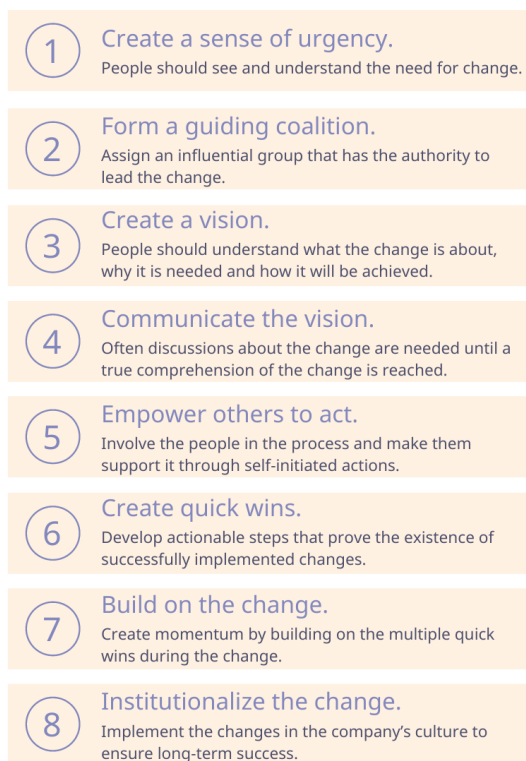 1
Create a sense of urgency.
People should see and understand the need for change.
2
Form a guiding coalition.
Assign an influential group that has the authority to
lead the change.
3
Create a vision.
People should understand what the change is about,
why it is needed and how it will be achieved.
4
Communicate the vision.
Often discussions about the change are needed until a
true comprehension of the change is reached.
5
Empower others to act.
Involve the people in the process and make them
support it through self-initiated actions.
6
Create quick wins.
Develop actionable steps that prove the existence of
successfully implemented changes.
7
Build on the change.
Create momentum by building on the multiple quick
wins during the change.
8
Institutionalize the change.
Implement the changes in the company’s culture to
ensure long-term success.